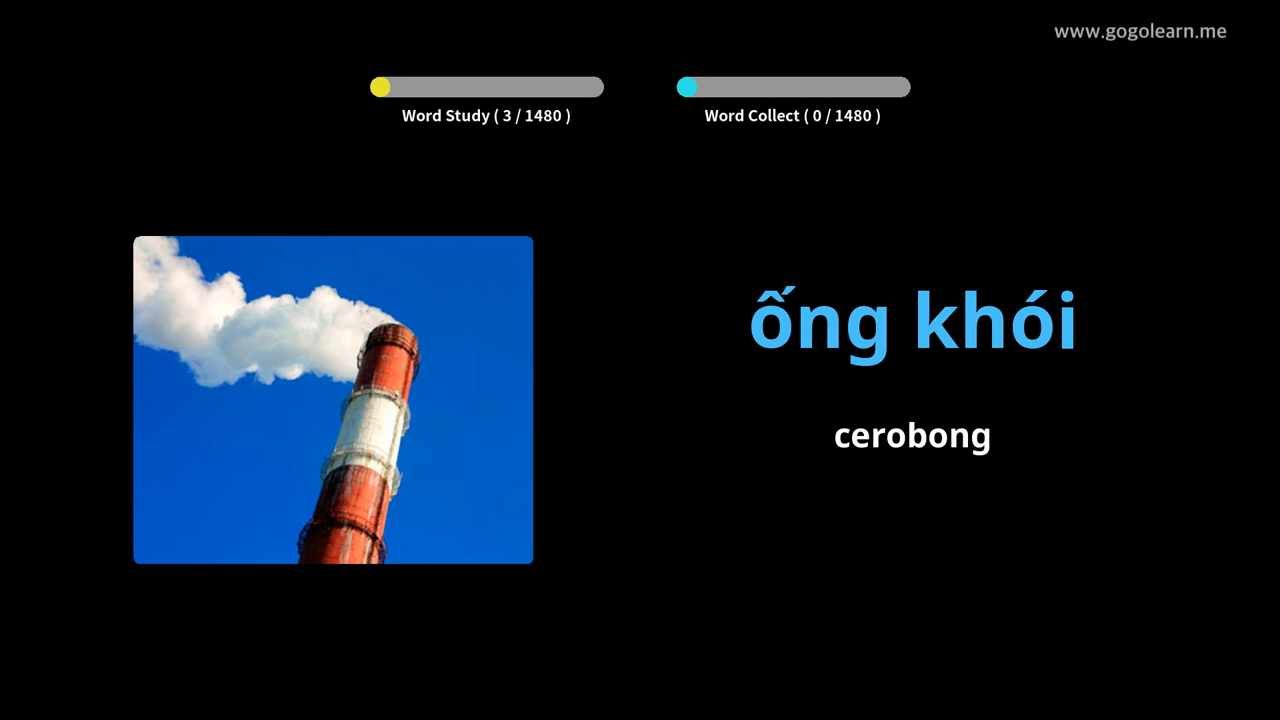 www.gogolearn.me
Word Study ( 3 / 1480 )
Word Collect ( 0 / 1480 )
ống khói
cerobong